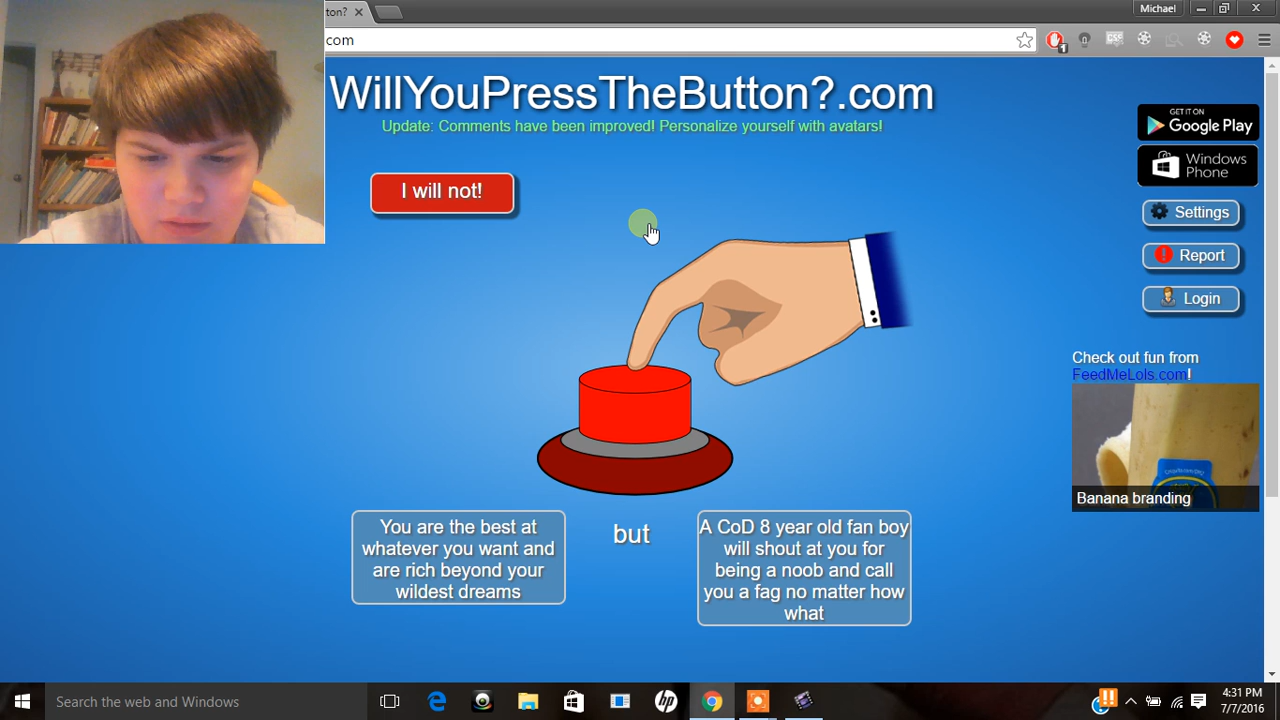 ton?
Michael
com
1
WillYouPressTheButton?.com
Update: Comments have been improved! Personalize yourself with avatars!
GET IT ON
Google Play
Windows
Phone
I will not!
Settings
Report
Login
Check out fun from
FeedMeLols.com!
Banana branding
You are the best at
whatever you want and
are rich beyond your
wildest dreams
but
A CoD 8 year old fan boy
will shout at you for
being a noob and call
you a fag no matter how
what
Search the web and Windows
hp
4:31 PM
7/7/2016